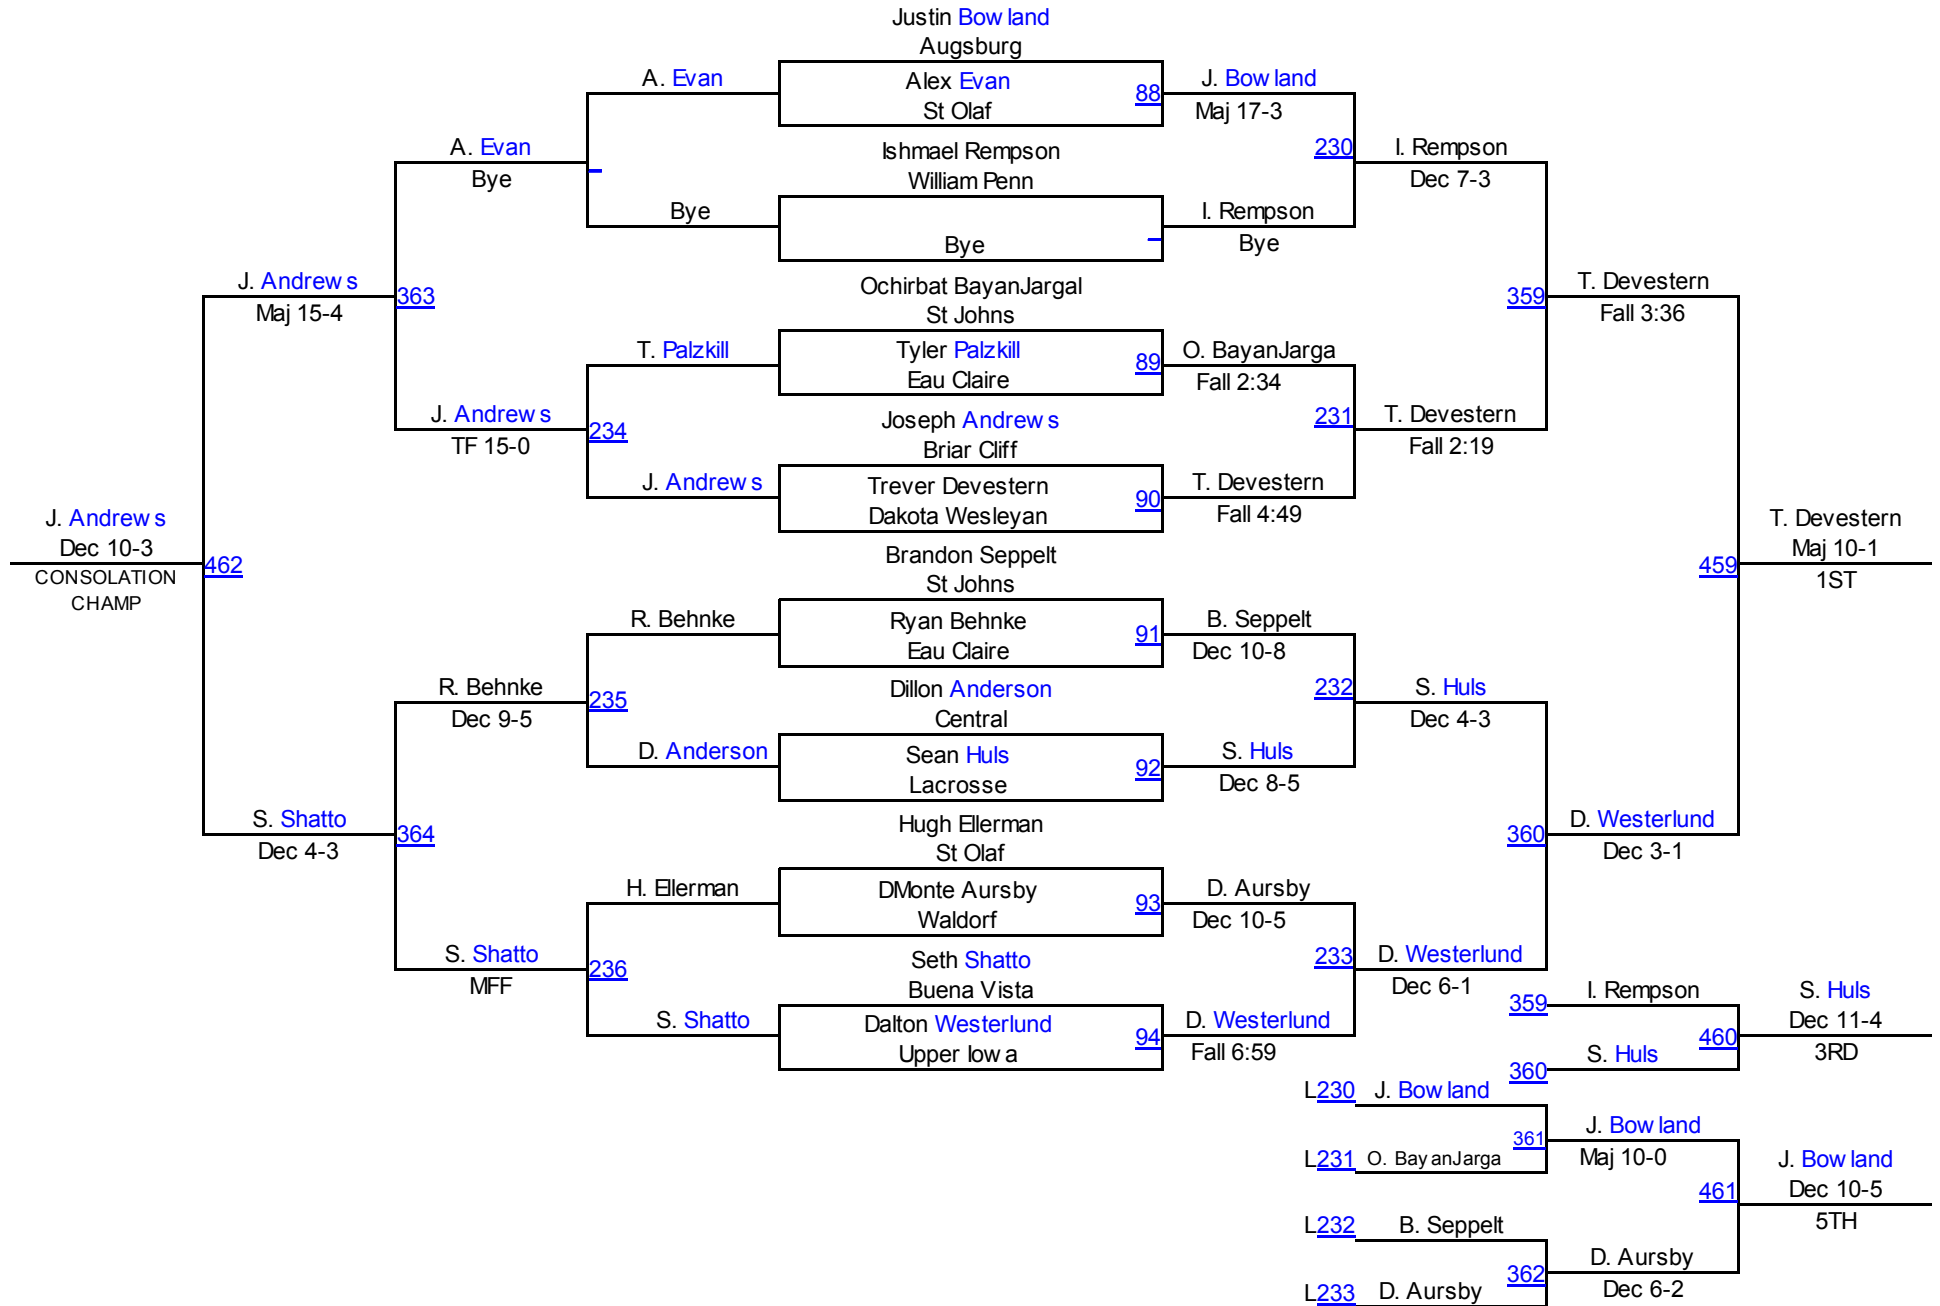 Justin Bowland
Augsburg
A. Evan
Alex Evan
88
J. Bowland
St Olaf
Maj 17-3
A. Evan
Bye
Ishmael Rempson
William Penn
230
I. Rempson
Dec 7-3
Bye
Bye
I. Rempson
Bye
J. Andrews
Maj 15-4
363
Ochirbat BayanJargal
St Johns
359
T. Devestern
Fall 3:36
T. Palzkill
Tyler Palzkill
Eau Claire
89
O. BayanJarga
Fall 2:34
J. Andrews
TF 15-0
234
Joseph Andrews
Briar Cliff
231
T. Devestern
Fall 2:19
J. Andrews
Trever Devestern
Dakota Wesleyan
90
T. Devestern
Fall 4:49
J. Andrews
Dec 10-3
CONSOLATION
CHAMP
462
Brandon Seppelt
St Johns
459
T. Devestern
Maj 10-1
1ST
R. Behnke
Ryan Behnke
Eau Claire
91
B. Seppelt
Dec 10-8
R. Behnke
Dec 9-5
235
Dillon Anderson
Central
232
S. Huls
Dec 4-3
D. Anderson
Sean Huls
Lacrosse
92
S. Huls
Dec 8-5
S. Shatto
Dec 4-3
364
Hugh Ellerman
St Olaf
360
D. Westerlund
Dec 3-1
H. Ellerman
DMonte Aursby
Waldorf
93
D. Aursby
Dec 10-5
S. Shatto
MFF
236
Seth Shatto
Buena Vista
233
D. Westerlund
Dec 6-1
S. Shatto
Dalton Westerlund
Upper Iowa
94
D. Westerlund
Fall 6:59
359
I. Rempson
460
S. Huls
Dec 11-4
3RD
360
S. Huls
L230
J. Bowland
361
J. Bowland
Maj 10-0
L231
O. BayanJarga
461
J. Bowland
Dec 10-5
5TH
L232
B. Seppelt
362
D. Aursby
Dec 6-2
L233
D. Aursby